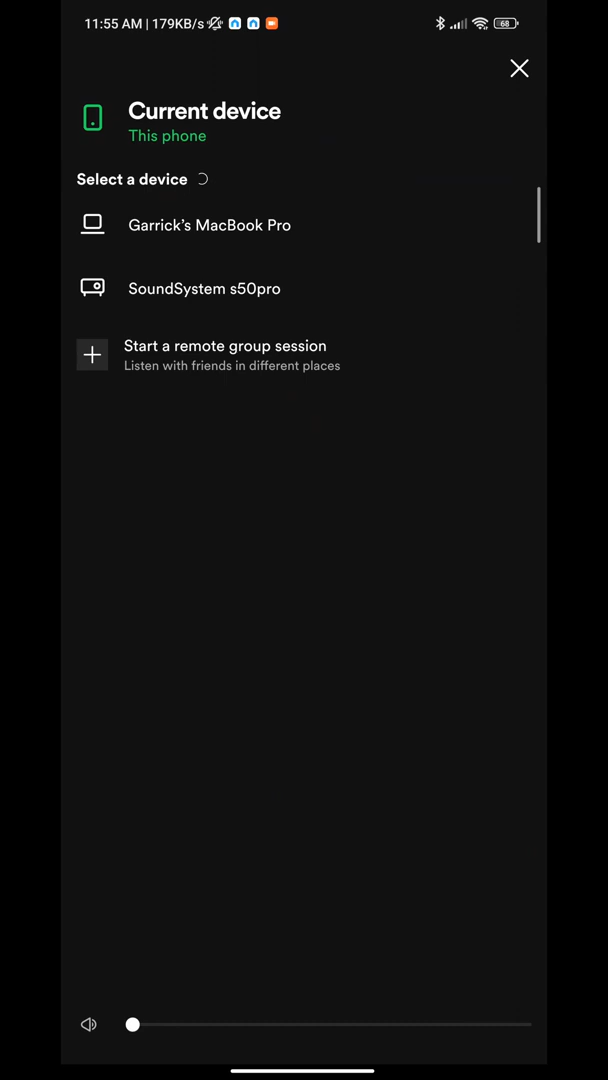 11:55 AM | 179KB/s 68
Current device
This phone
Select a device
Garrick’s MacBook Pro
SoundSystem s50pro
Start a remote group session
Listen with friends in different places